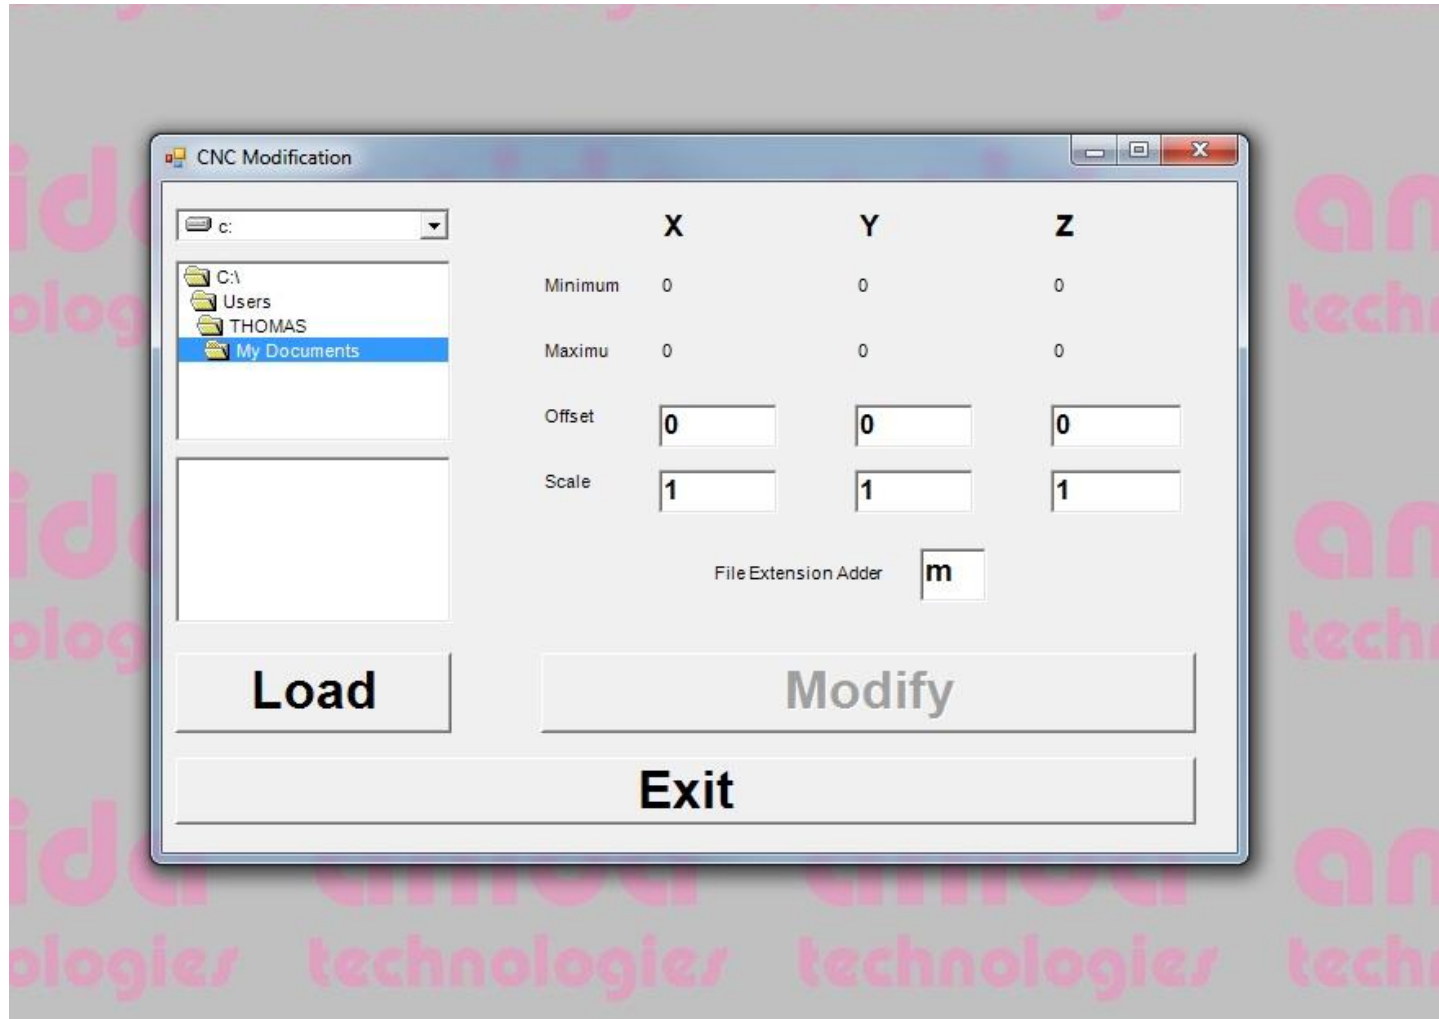 CNC Modification
c:
X Y Z
C:\
Users
THOMAS
My Documents
Minimum 0 0 0
Maximu 0 0 0
Offset 0 0 0
Scale 1 1 1
File Extension Adder m
Load
Modify
Exit
technologies technologies